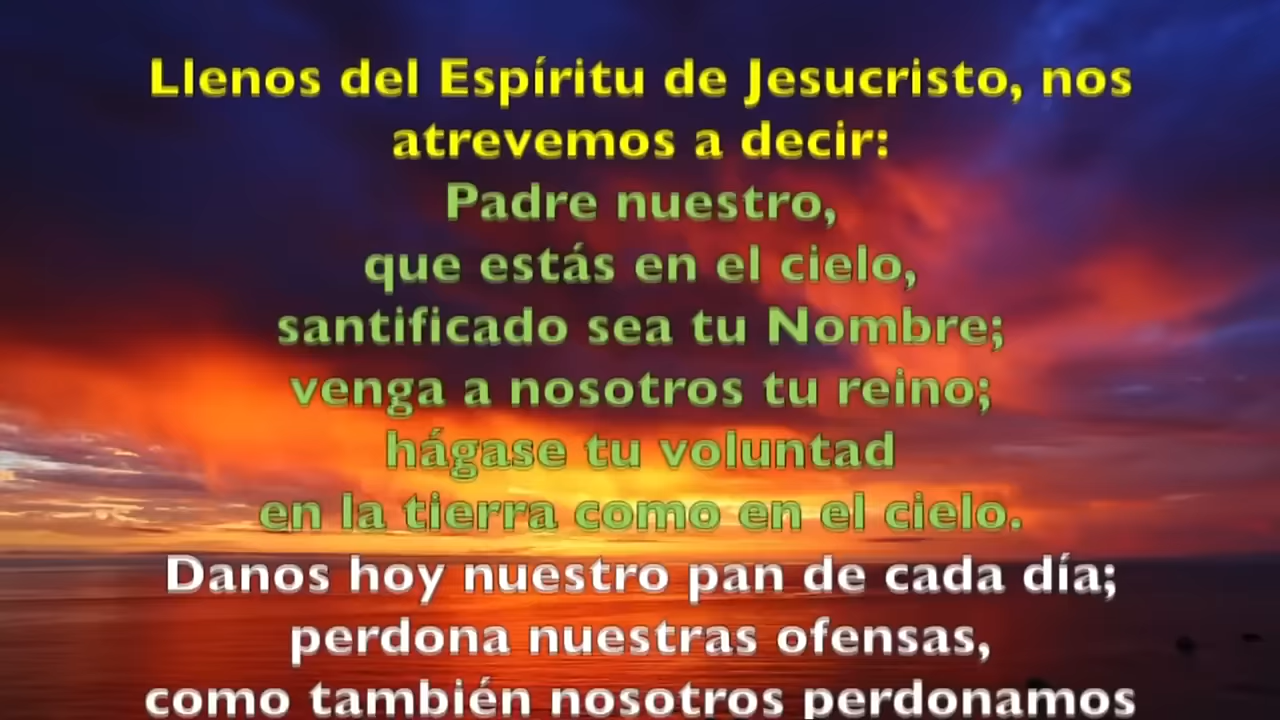 Llenos del Espíritu de Jesucristo, nos
atrevemos a decir:
Padre nuestro,
que estás en el cielo,
santificado sea tu Nombre;
venga a nosotros tu reino;
hágase tu voluntad
en la tierra como en el cielo.
Danos hoy nuestro pan de cada día;
perdona nuestras ofensas,
como también nosotros perdonamos